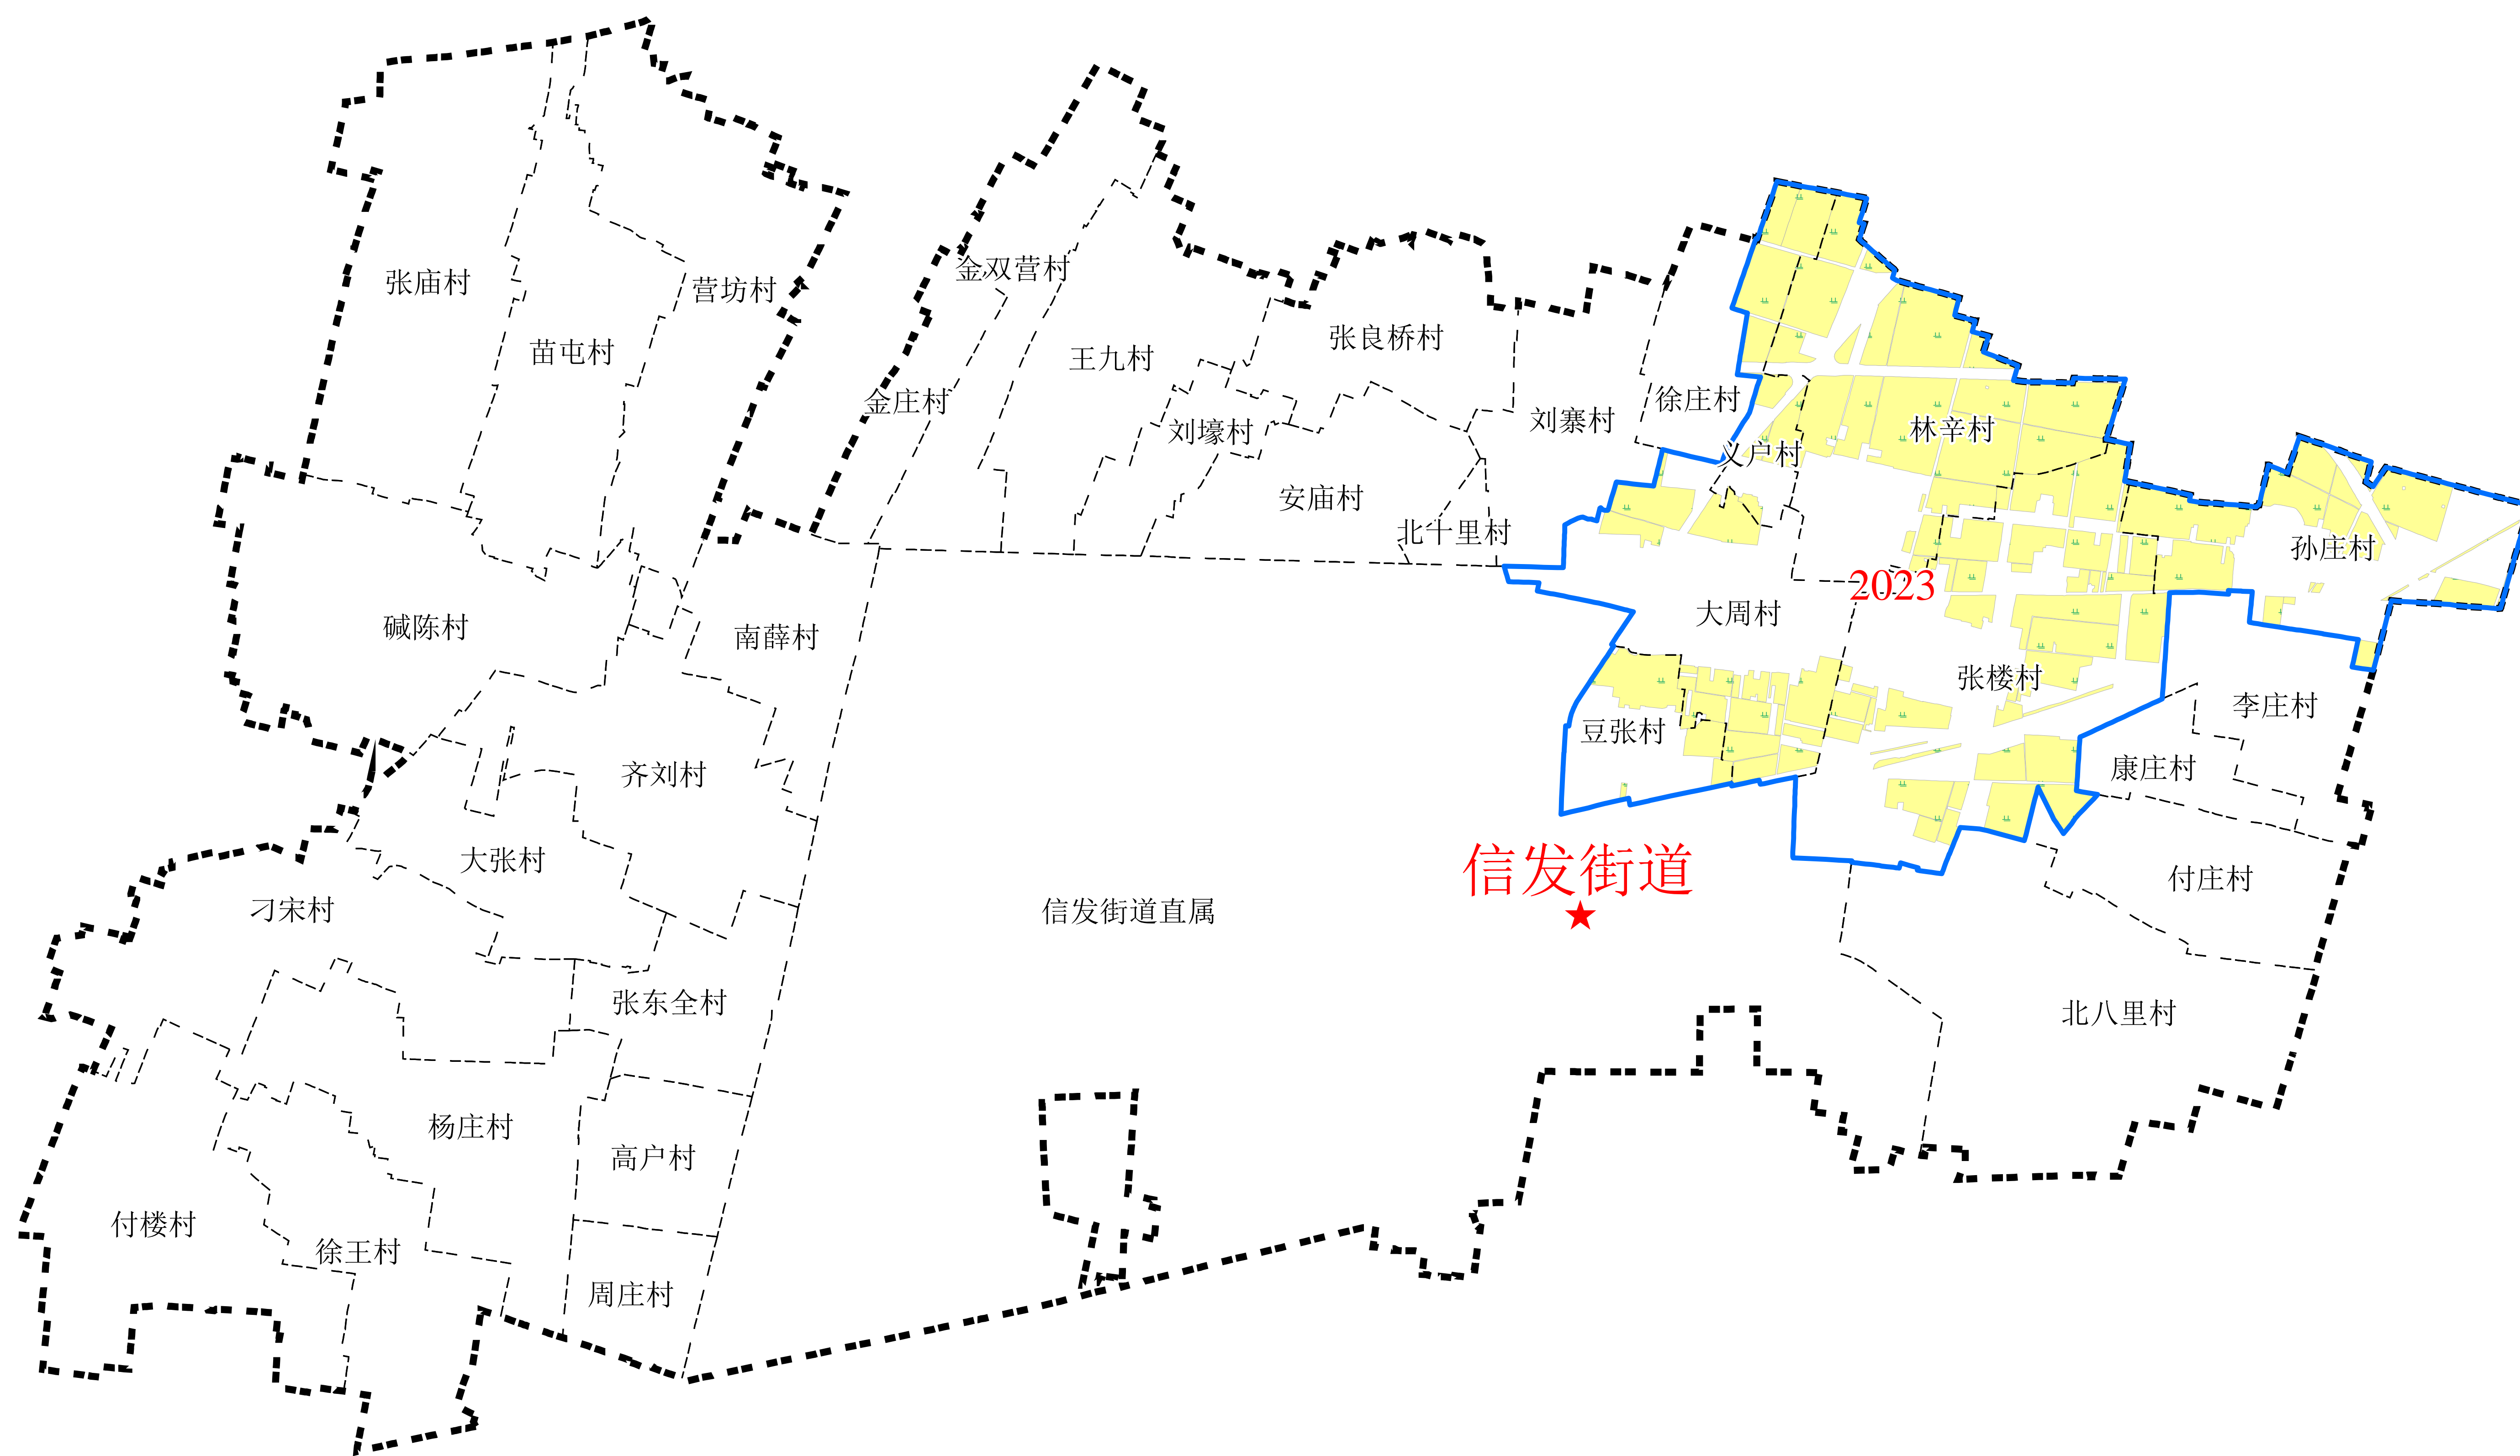 金双营村
张庙村
营坊村
张良桥村
苗屯村
王九村
徐庄村
金庄村
刘寨村
林辛村
刘壕村
义户村
安庙村
北十里村
孙庄村
2023
大周村
碱陈村
南薛村
张楼村
李庄村
豆张村
康庄村
齐刘村
大张村
信发街道
付庄村
刁宋村
信发街道直属
张东全村
北八里村
杨庄村
高户村
付楼村
徐王村
周庄村